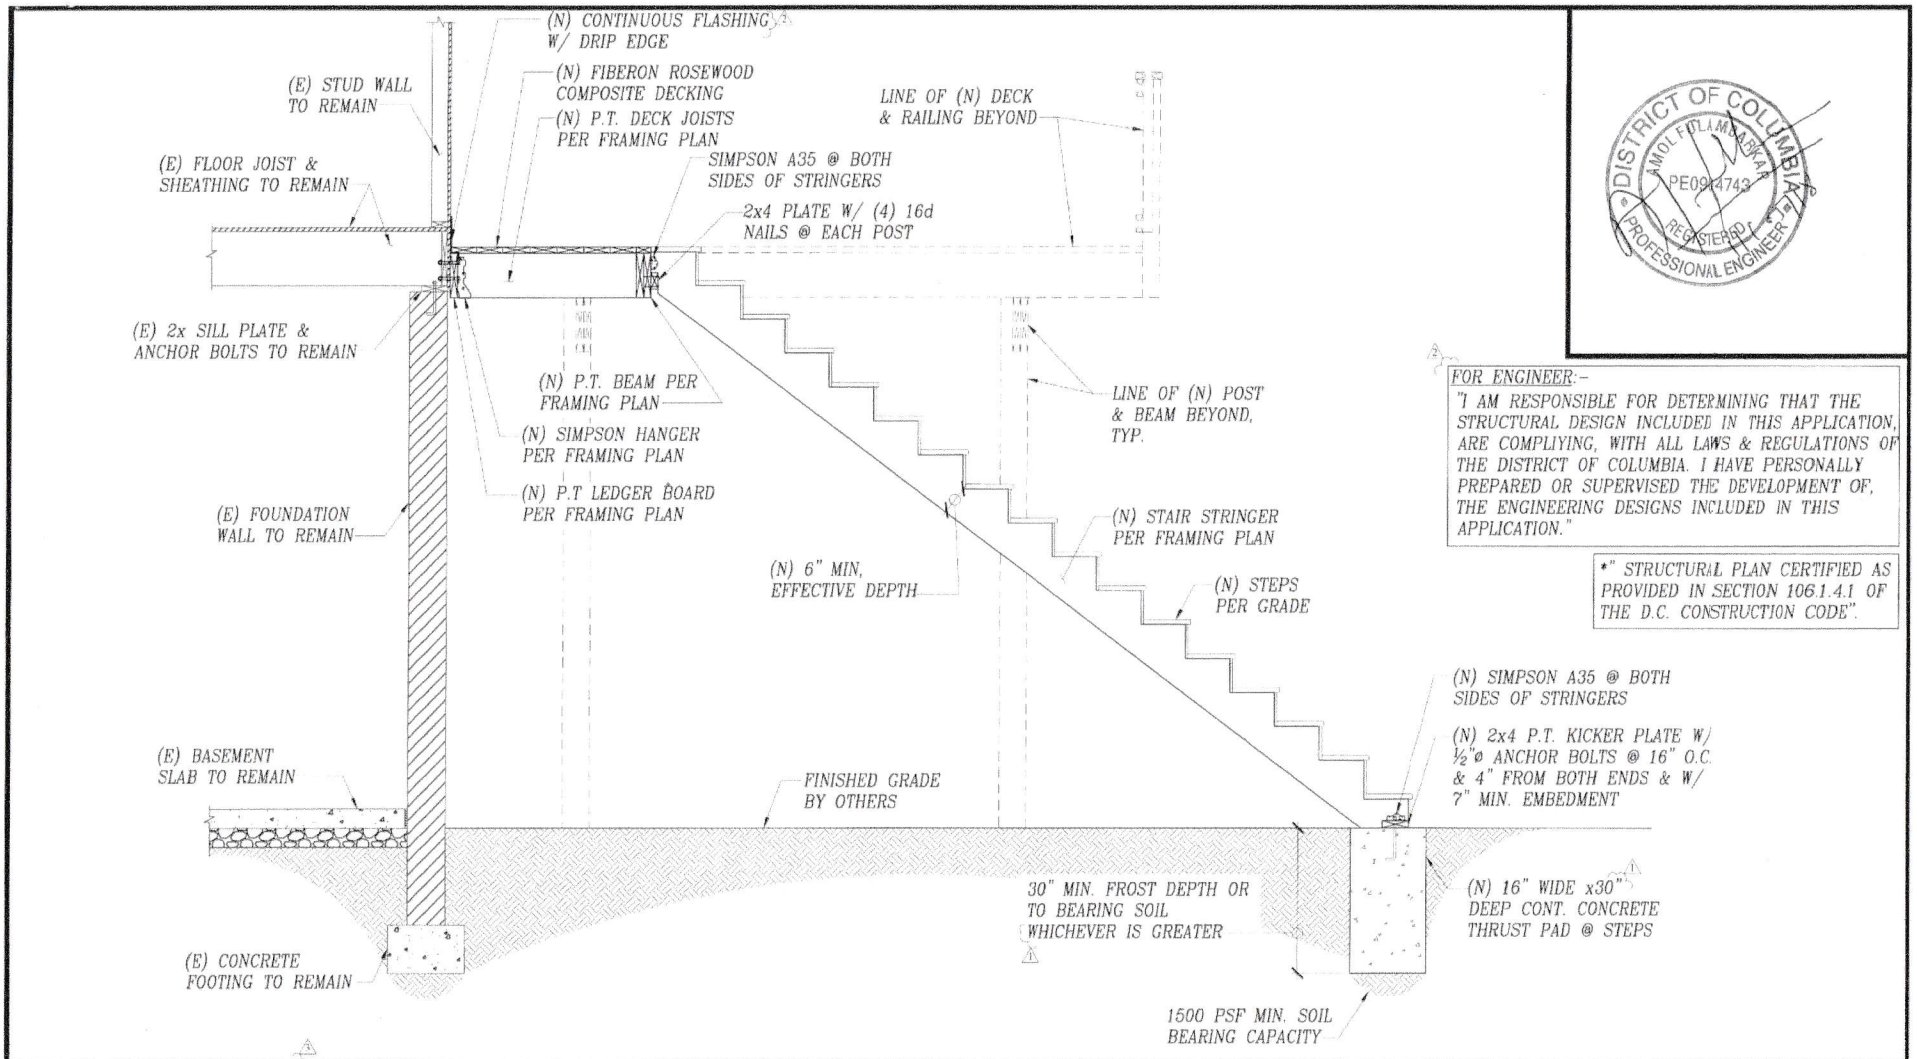 (N) CONTINUOUS FLASHING
W/ DRIP EDGE
2
(E) STUD WALL
TO REMAIN
(N) FIBERON ROSEWOOD
COMPOSITE DECKING
(N) P.T. DECK JOISTS
PER FRAMING PLAN
LINE OF (N) DECK
& RAILING BEYOND
(E) FLOOR JOIST &
SHEATHING TO REMAIN
SIMPSON A35 @ BOTH
SIDES OF STRINGERS
2x4 PLATE W/ (4) 16d
NAILS @ EACH POST
DISTRICT OF COLUMBIA
AMOL FULAMBARKAR
REGISTERED
PROFESSIONAL ENGINEER
(E) 2x SILL PLATE &
ANCHOR BOLTS TO REMAIN
(N) P.T. BEAM PER
FRAMING PLAN
(N) SIMPSON HANGER
PER FRAMING PLAN
(N) P.T LEDGER BOARD
PER FRAMING PLAN
LINE OF (N) POST
& BEAM BEYOND,
TYP.
2
FOR ENGINEER:-
"I AM RESPONSIBLE FOR DETERMINING THAT THE
STRUCTURAL DESIGN INCLUDED IN THIS APPLICATION,
ARE COMPLIYING, WITH ALL LAWS & REGULATIONS OF
THE DISTRICT OF COLUMBIA. I HAVE PERSONALLY
PREPARED OR SUPERVISED THE DEVELOPMENT OF,
THE ENGINEERING DESIGNS INCLUDED IN THIS
APPLICATION."
*" STRUCTURAL PLAN CERTIFIED AS
PROVIDED IN SECTION 106.1.4.1 OF
THE D.C. CONSTRUCTION CODE".
(E) FOUNDATION
WALL TO REMAIN
(N) 6" MIN,
EFFECTIVE DEPTH
(N) STAIR STRINGER
PER FRAMING PLAN
(N) STEPS
PER GRADE
(N) SIMPSON A35 @ BOTH
SIDES OF STRINGERS
(N) 2x4 P.T. KICKER PLATE W/
½"ø ANCHOR BOLTS @ 16" O.C.
& 4" FROM BOTH ENDS & W/
7" MIN. EMBEDMENT
(E) BASEMENT
SLAB TO REMAIN
FINISHED GRADE
BY OTHERS
30" MIN. FROST DEPTH OR
TO BEARING SOIL
WHICHEVER IS GREATER
1
1
(N) 16" WIDE x30"
DEEP CONT. CONCRETE
THRUST PAD @ STEPS
(E) CONCRETE
FOOTING TO REMAIN
1500 PSF MIN. SOIL
BEARING CAPACITY